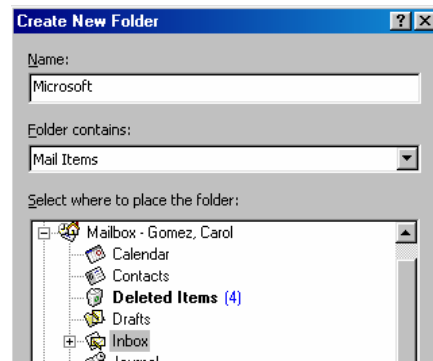 Create New Folder
Name:
Microsoft
Folder contains:
Mail Items
Select where to place the folder:
Mailbox - Gomez, Carol
Calendar
Contacts
Deleted Items (4)
Drafts
Inbox
Journal